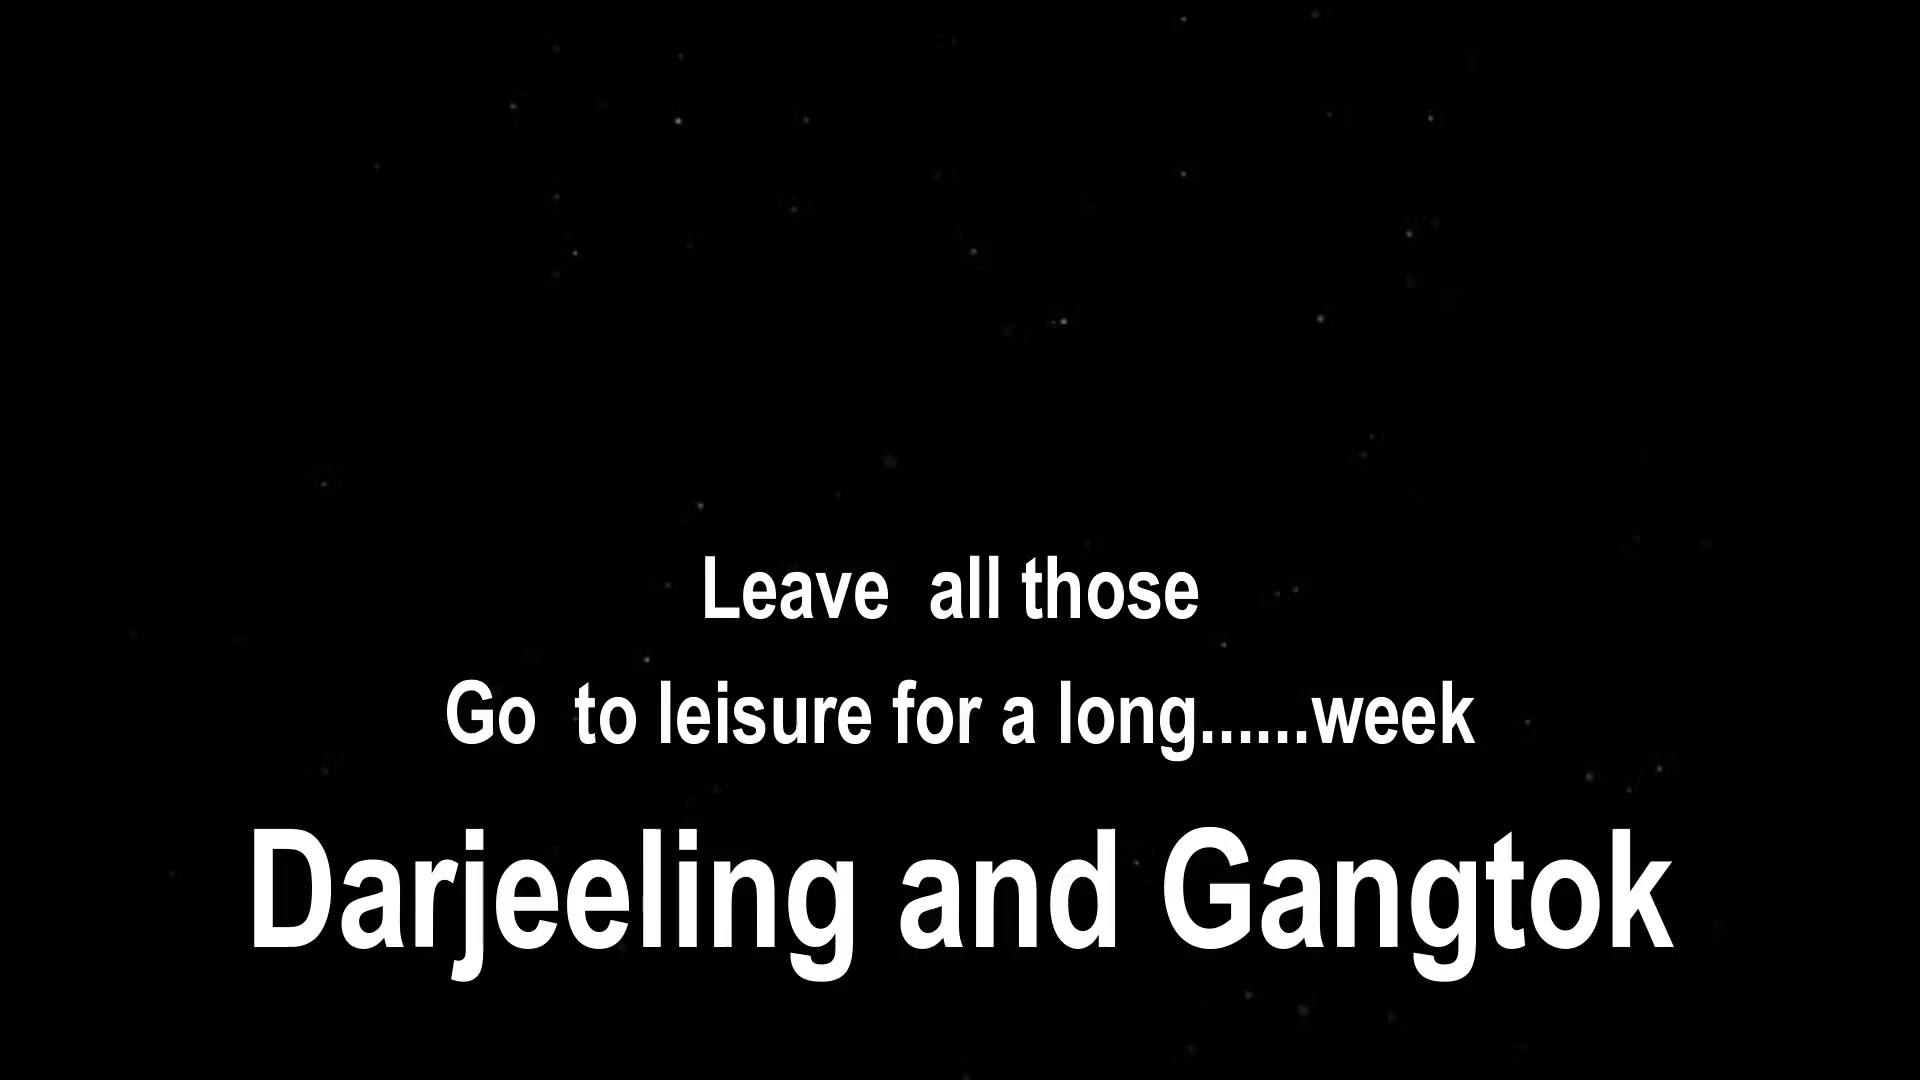 Leave  all those
Go  to leisure for a long......week
Darjeeling and Gangtok